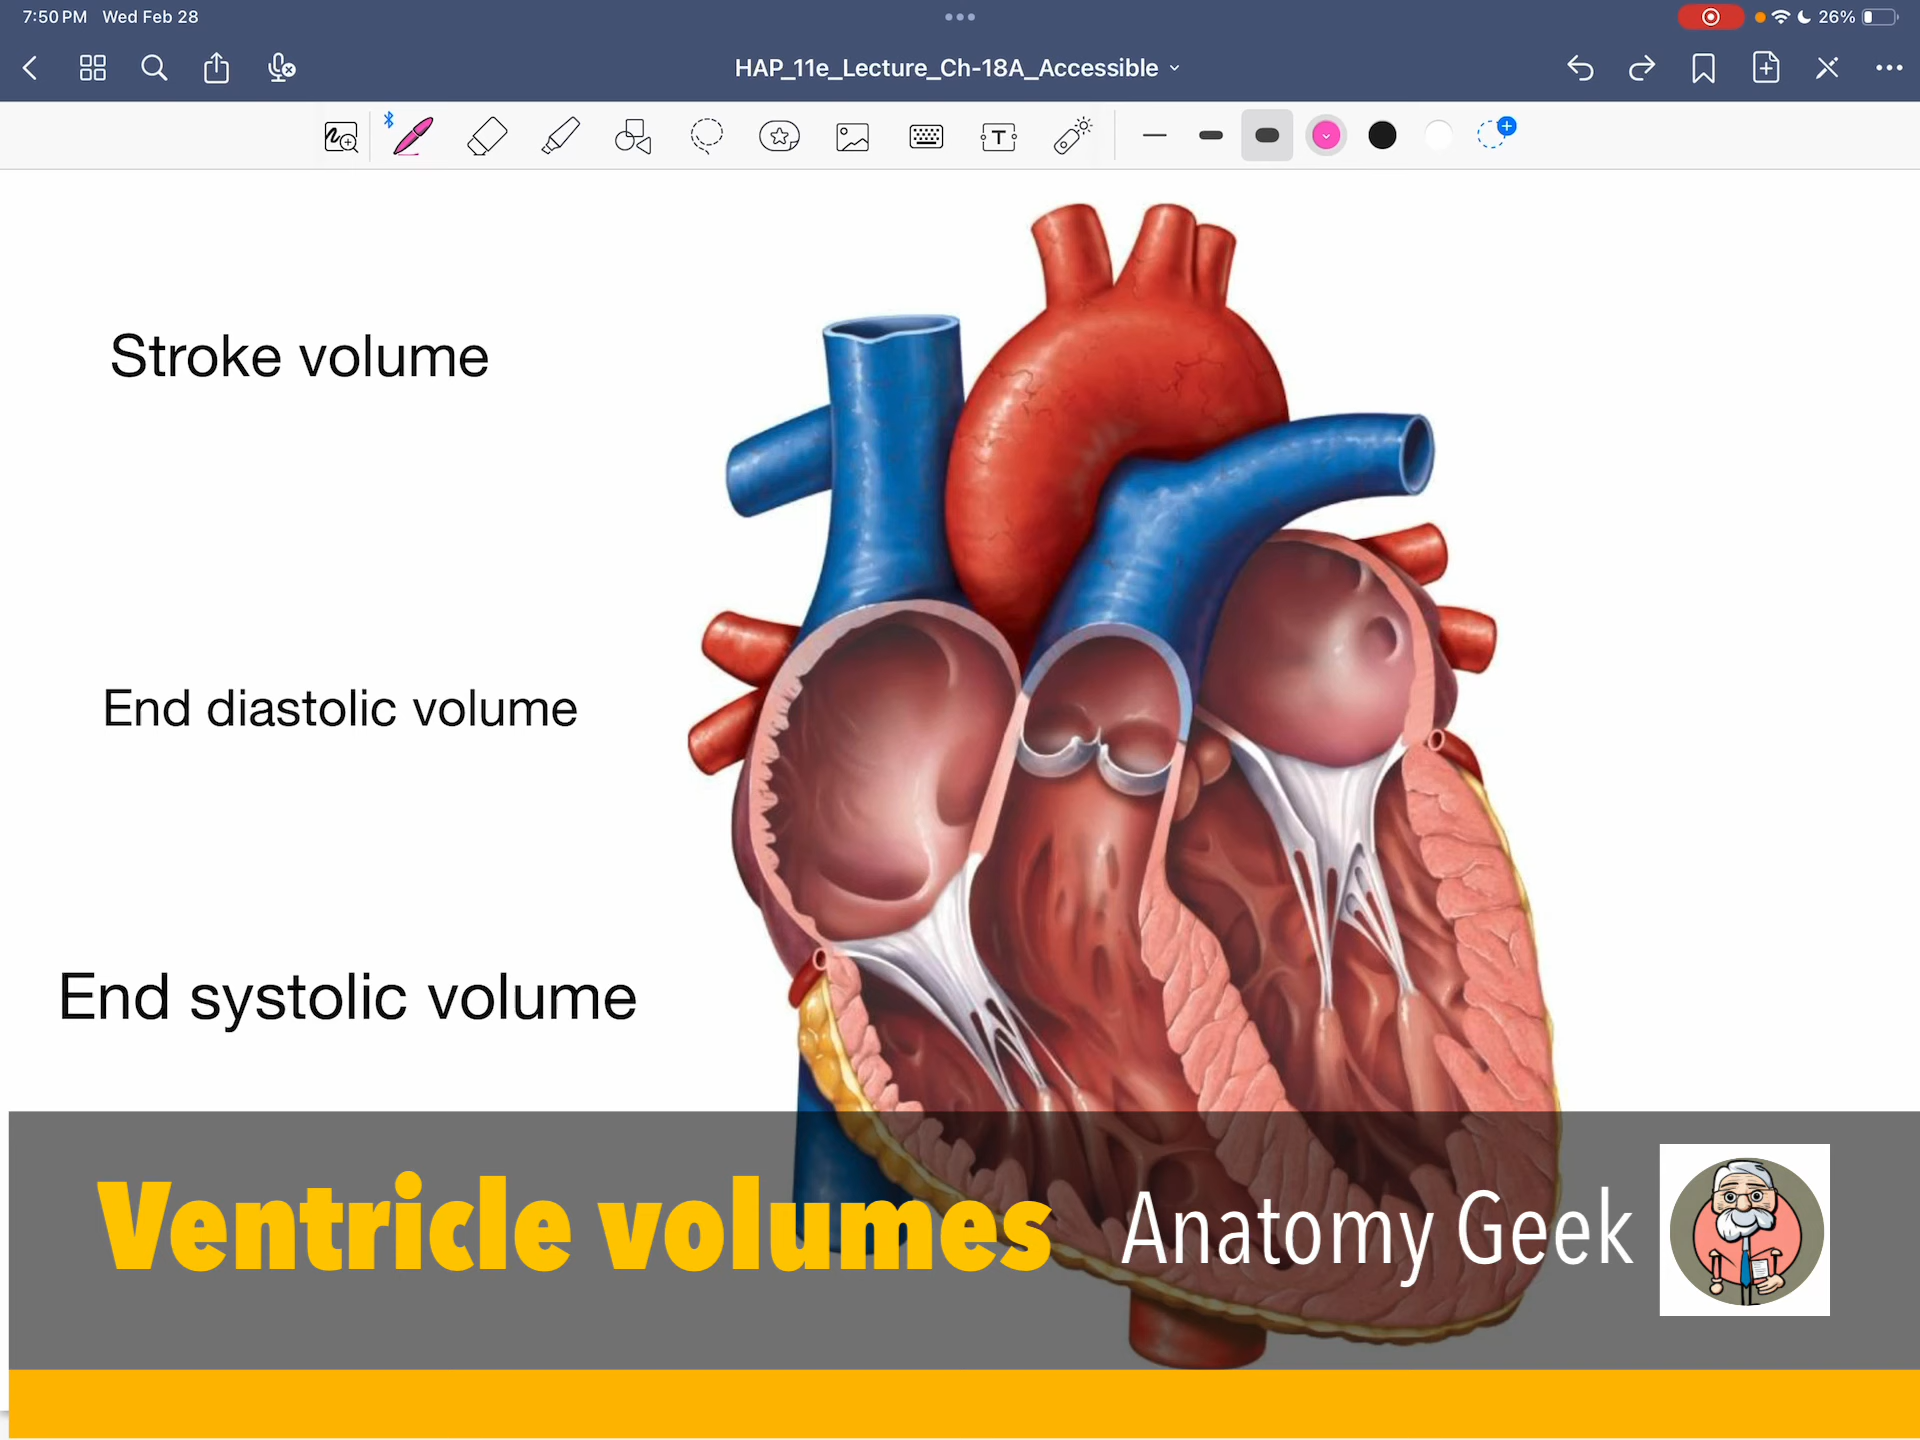 7:50 PM Wed Feb 28
26%
HAP_11e_Lecture_Ch-18A_Accessible
T
Stroke volume
End diastolic volume
End systolic volume
Ventricle volumes
Anatomy Geek